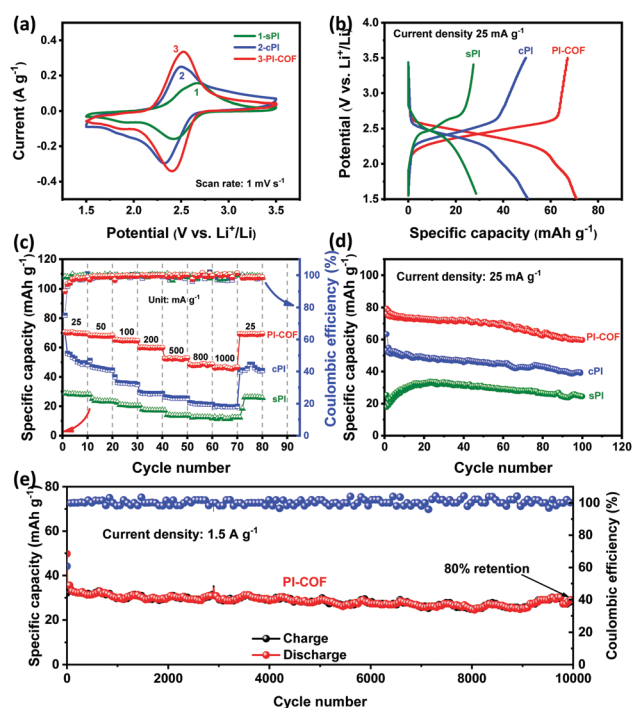 (a)
1-sPI
2-cPI
3-PI-COF
3
2
1
Scan rate: 1 mV s⁻¹
Current (A g⁻¹)
0.4
0.2
0.0
-0.2
-0.4
1.5 2.0 2.5 3.0 3.5
Potential (V vs. Li⁺/Li)
(b)
Current density 25 mA g⁻¹
sPI cPI PI-COF
Potential (V vs. Li⁺/Li)
3.5
3.0
2.5
2.0
1.5
0 20 40 60 80
Specific capacity (mAh g⁻¹)
(c)
Unit: mA g⁻¹
25 50 100 200 500 800 1000 25
PI-COF
cPI
sPI
Specific capacity (mAh g⁻¹)
120
100
80
60
40
20
0
Coulombic efficiency (%)
100
80
60
40
20
0
0 10 20 30 40 50 60 70 80 90
Cycle number
(d)
Current density: 25 mA g⁻¹
PI-COF
cPI
sPI
Specific capacity (mAh g⁻¹)
100
80
60
40
20
0
0 20 40 60 80 100
Cycle number
(e)
Current density: 1.5 A g⁻¹
PI-COF
80% retention
Charge
Discharge
Specific capacity (mAh g⁻¹)
80
60
40
20
0
Coulombic efficiency (%)
100
80
60
40
20
0
0 2000 4000 6000 8000 10000
Cycle number